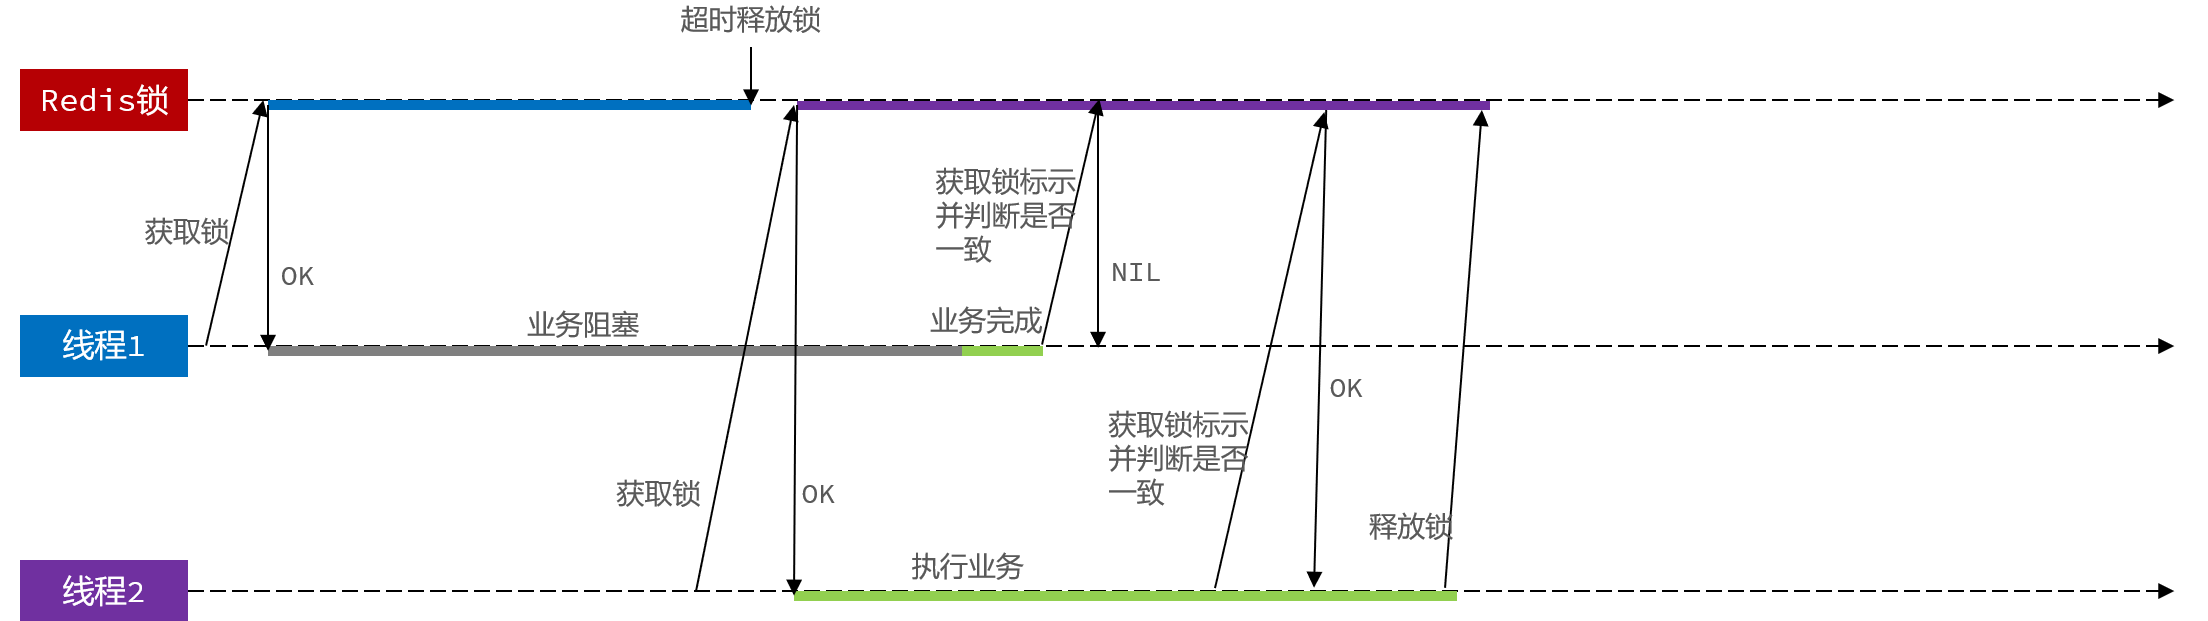 超时释放锁
Redis锁
获取锁标示
并判断是否
一致
获取锁
OK
NIL
业务阻塞
业务完成
线程1
OK
获取锁标示
并判断是否
一致
获取锁
OK
释放锁
执行业务
线程2